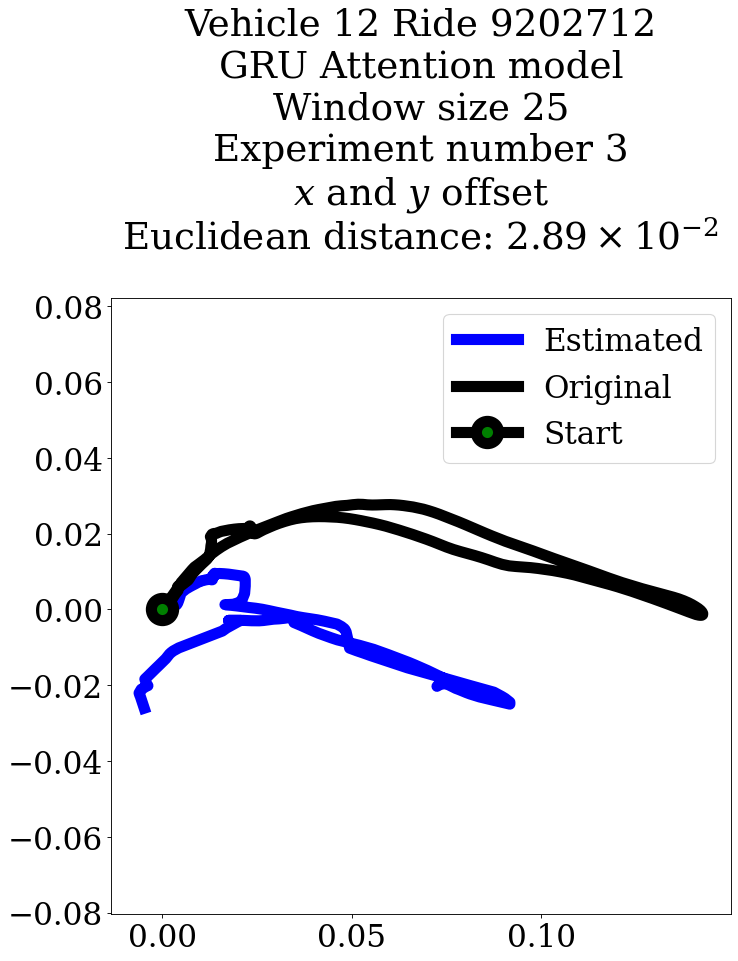 Vehicle 12 Ride 9202712
GRU Attention model
Window size 25
Experiment number 3
x and y offset
Euclidean distance: 2.89 × 10⁻²
Estimated
Original
Start
0.08
0.06
0.04
0.02
0.00
−0.02
−0.04
−0.06
−0.08
0.00 0.05 0.10